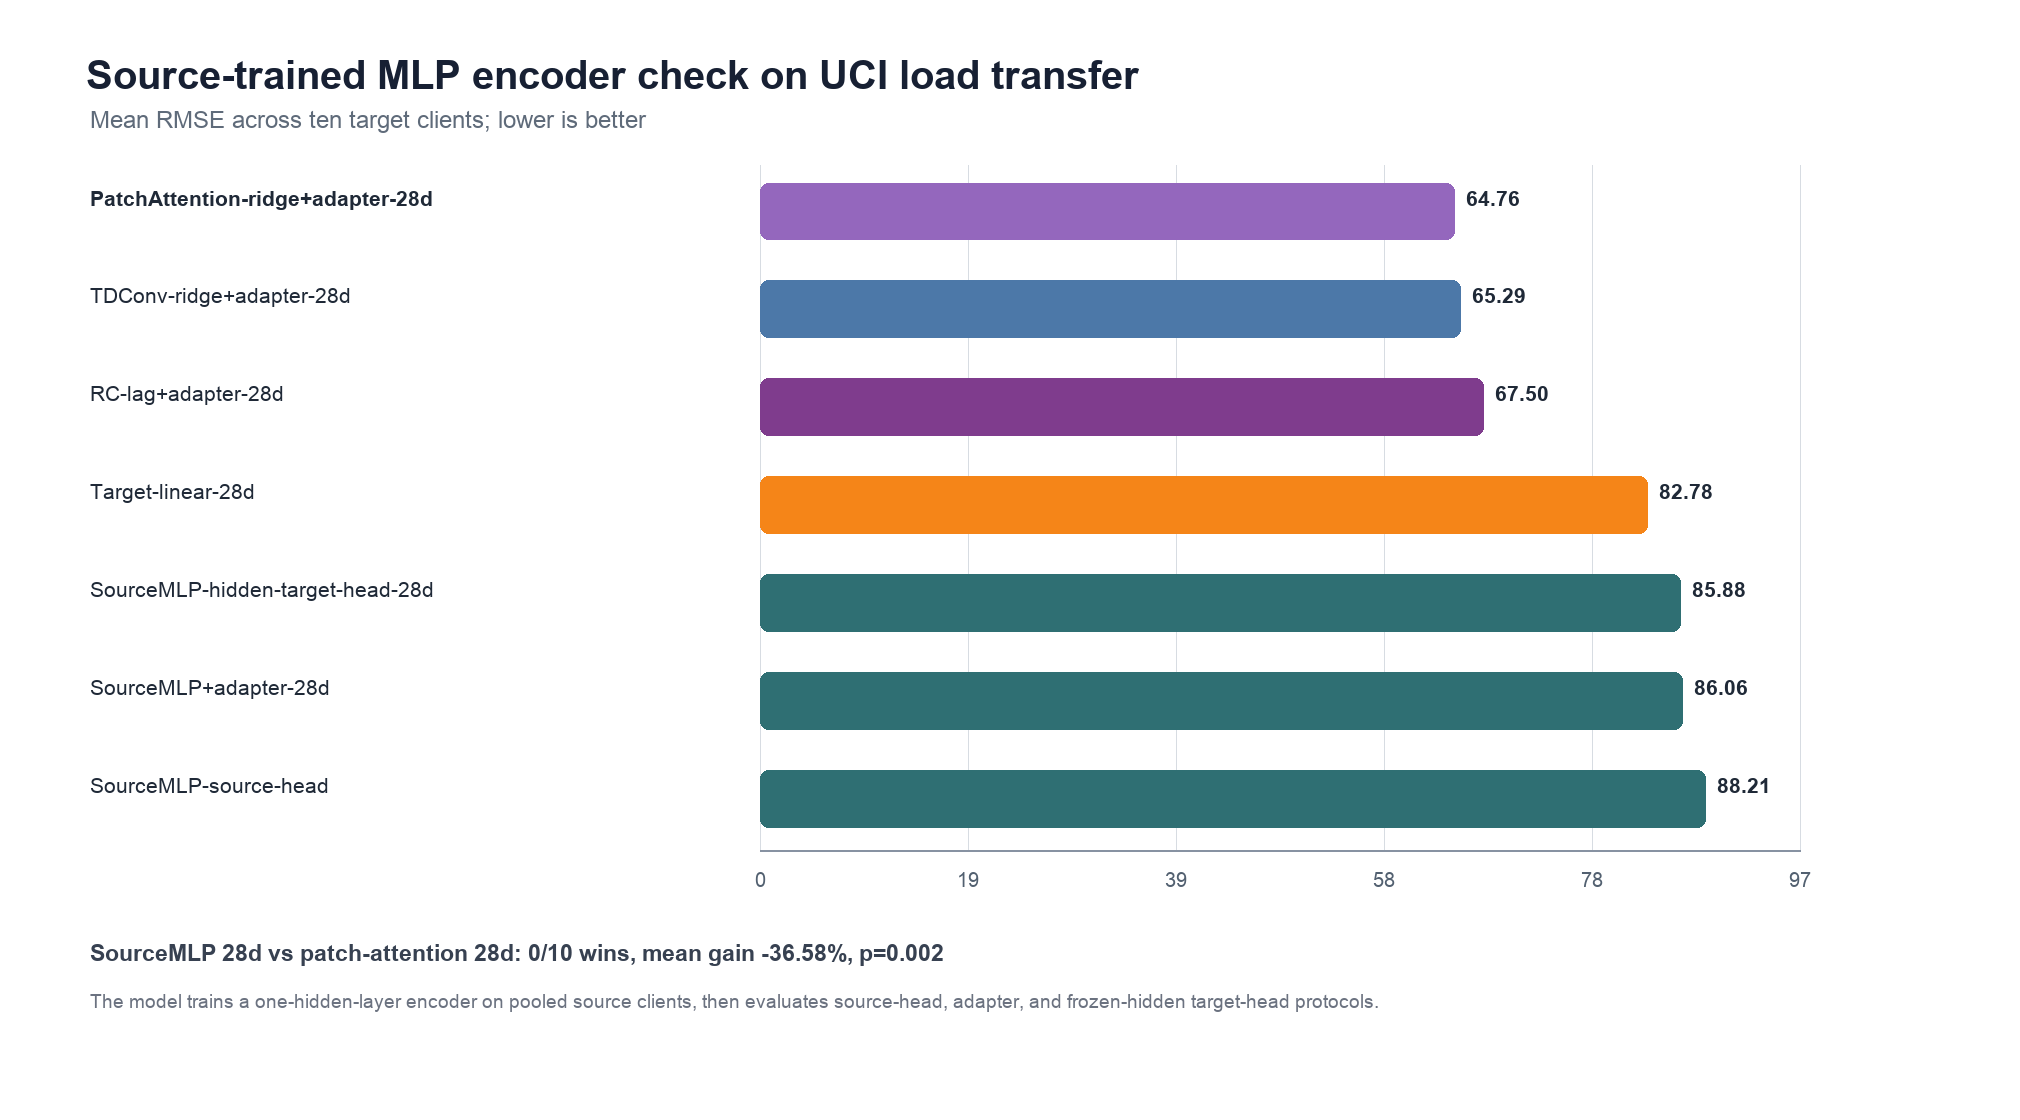 Source-trained MLP encoder check on UCI load transfer
Mean RMSE across ten target clients; lower is better
PatchAttention-ridge+adapter-28d 64.76
TDConv-ridge+adapter-28d 65.29
RC-lag+adapter-28d 67.50
Target-linear-28d 82.78
SourceMLP-hidden-target-head-28d 85.88
SourceMLP+adapter-28d 86.06
SourceMLP-source-head 88.21
0 19 39 58 78 97
SourceMLP 28d vs patch-attention 28d: 0/10 wins, mean gain -36.58%, p=0.002
The model trains a one-hidden-layer encoder on pooled source clients, then evaluates source-head, adapter, and frozen-hidden target-head protocols.